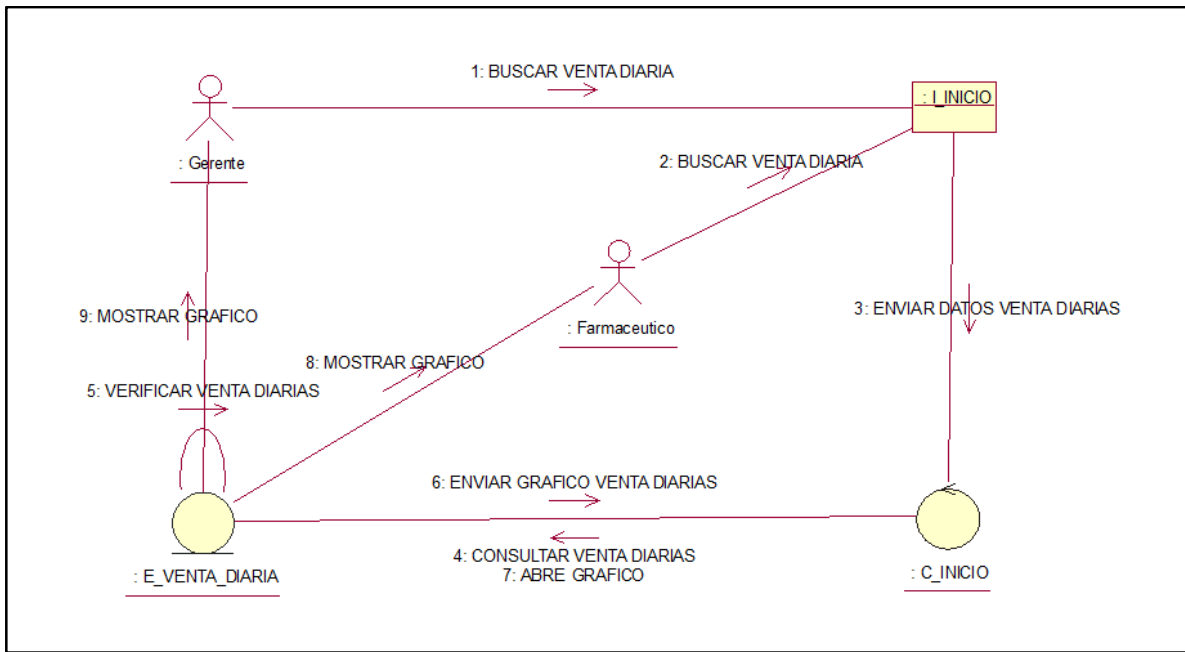 1: BUSCAR VENTA DIARIA
: I_INICIO
: Gerente
2: BUSCAR VENTA DIARIA
: Farmaceutico
9: MOSTRAR GRAFICO
3: ENVIAR DATOS VENTA DIARIAS
8: MOSTRAR GRAFICO
5: VERIFICAR VENTA DIARIAS
6: ENVIAR GRAFICO VENTA DIARIAS
4: CONSULTAR VENTA DIARIAS
7: ABRE GRAFICO
: E_VENTA_DIARIA
: C_INICIO